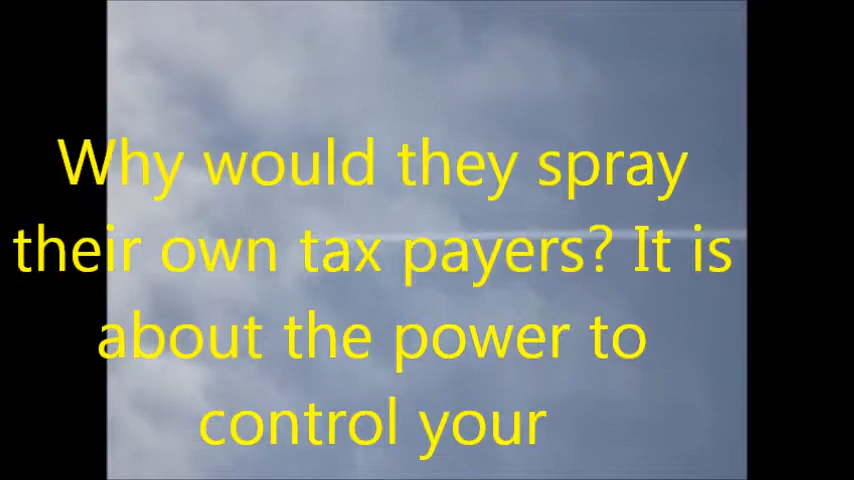 Why would they spray
their own tax payers? It is
about the power to
control your